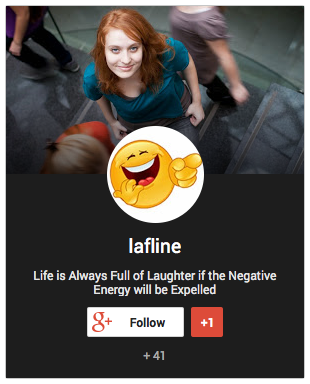 lafline
Life is Always Full of Laughter if the Negative
Energy will be Expelled
g+ Follow +1
+ 41